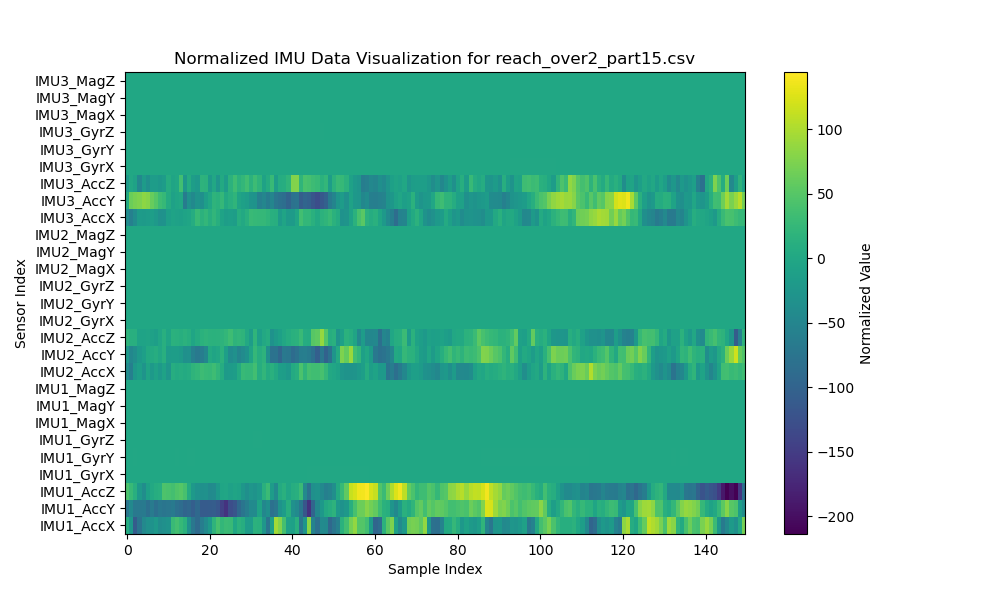 Normalized IMU Data Visualization for reach_over2_part15.csv
Sensor Index
IMU3_MagZ
IMU3_MagY
IMU3_MagX
IMU3_GyrZ
IMU3_GyrY
IMU3_GyrX
IMU3_AccZ
IMU3_AccY
IMU3_AccX
IMU2_MagZ
IMU2_MagY
IMU2_MagX
IMU2_GyrZ
IMU2_GyrY
IMU2_GyrX
IMU2_AccZ
IMU2_AccY
IMU2_AccX
IMU1_MagZ
IMU1_MagY
IMU1_MagX
IMU1_GyrZ
IMU1_GyrY
IMU1_GyrX
IMU1_AccZ
IMU1_AccY
IMU1_AccX
0 20 40 60 80 100 120 140
Sample Index
100
50
0
−50
−100
−150
−200
Normalized Value